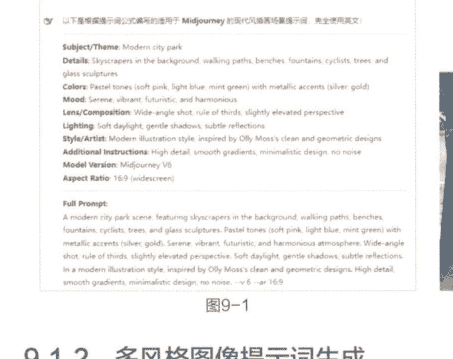 以下是根据提示词公式编写的适用于 Midjourney 的现代风插画场景提示词，完全使用英文：
Subject/Theme: Modern city park
Details: Skyscrapers in the background, walking paths, benches, fountains, cyclists, trees, and
glass sculptures
Colors: Pastel tones (soft pink, light blue, mint green) with metallic accents (silver, gold)
Mood: Serene, vibrant, futuristic, and harmonious
Lens/Composition: Wide-angle shot, rule of thirds, slightly elevated perspective
Lighting: Soft daylight, gentle shadows, subtle reflections
Style/Artist: Modern illustration style, inspired by Olly Moss's clean and geometric designs
Additional Instructions: High detail, smooth gradients, minimalistic design, no noise
Model Version: Midjourney V6
Aspect Ratio: 16:9 (widescreen)
Full Prompt:
A modern city park scene, featuring skyscrapers in the background, walking paths, benches,
fountains, cyclists, trees, and glass sculptures. Pastel tones (soft pink, light blue, mint green) with
metallic accents (silver, gold). Serene, vibrant, futuristic, and harmonious atmosphere. Wide-angle
shot, rule of thirds, slightly elevated perspective. Soft daylight, gentle shadows, subtle reflections.
In a modern illustration style, inspired by Olly Moss's clean and geometric designs. High detail,
smooth gradients, minimalistic design, no noise. --v 6 --ar 16:9
图9-1
9.1.2 多风格图像提示词生成